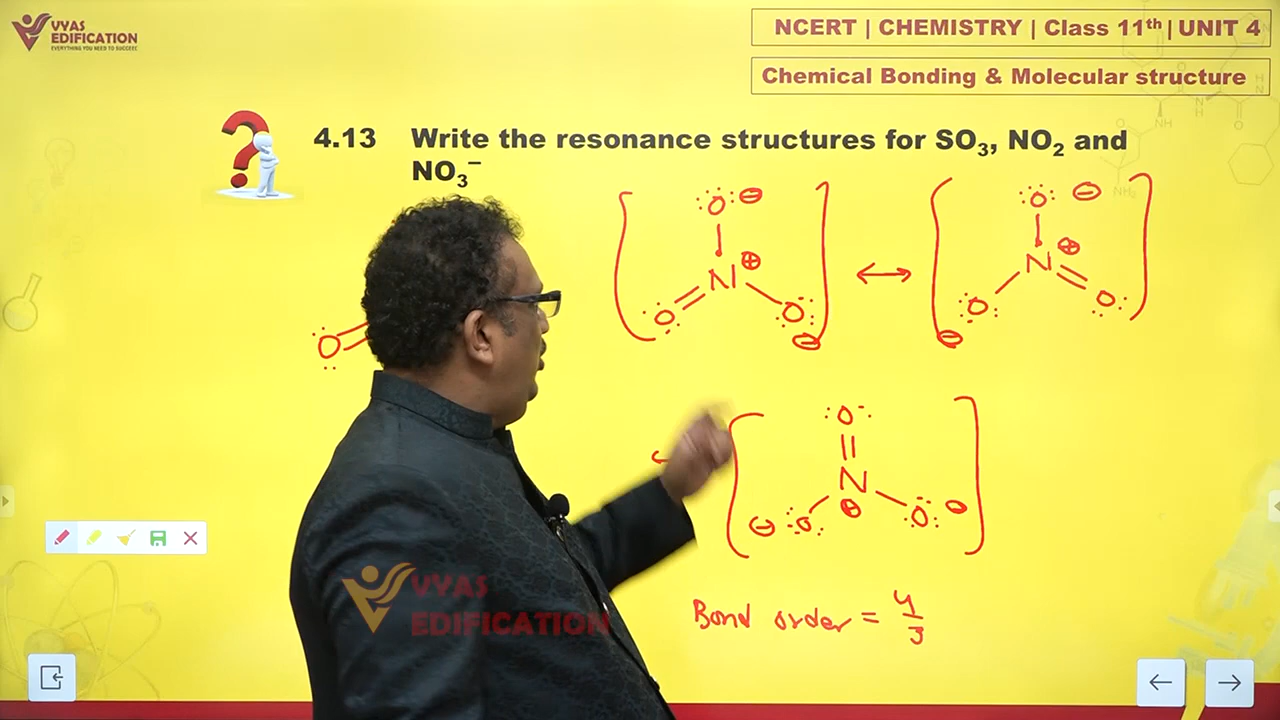 VYAS
EDIFICATION
EVERYTHING YOU NEED TO SUCCEED
NCERT | CHEMISTRY | Class 11th | UNIT 4
Chemical Bonding & Molecular structure
4.13 Write the resonance structures for SO₃, NO₂ and
NO₃⁻
O ⊖ O ⊖
N ⊕ ↔ N ⊕
O O O O
⊖ ⊖
O
O
N
⊖ O ⊕ O ⊖
VYAS
EDIFICATION
Bond order = 4/3